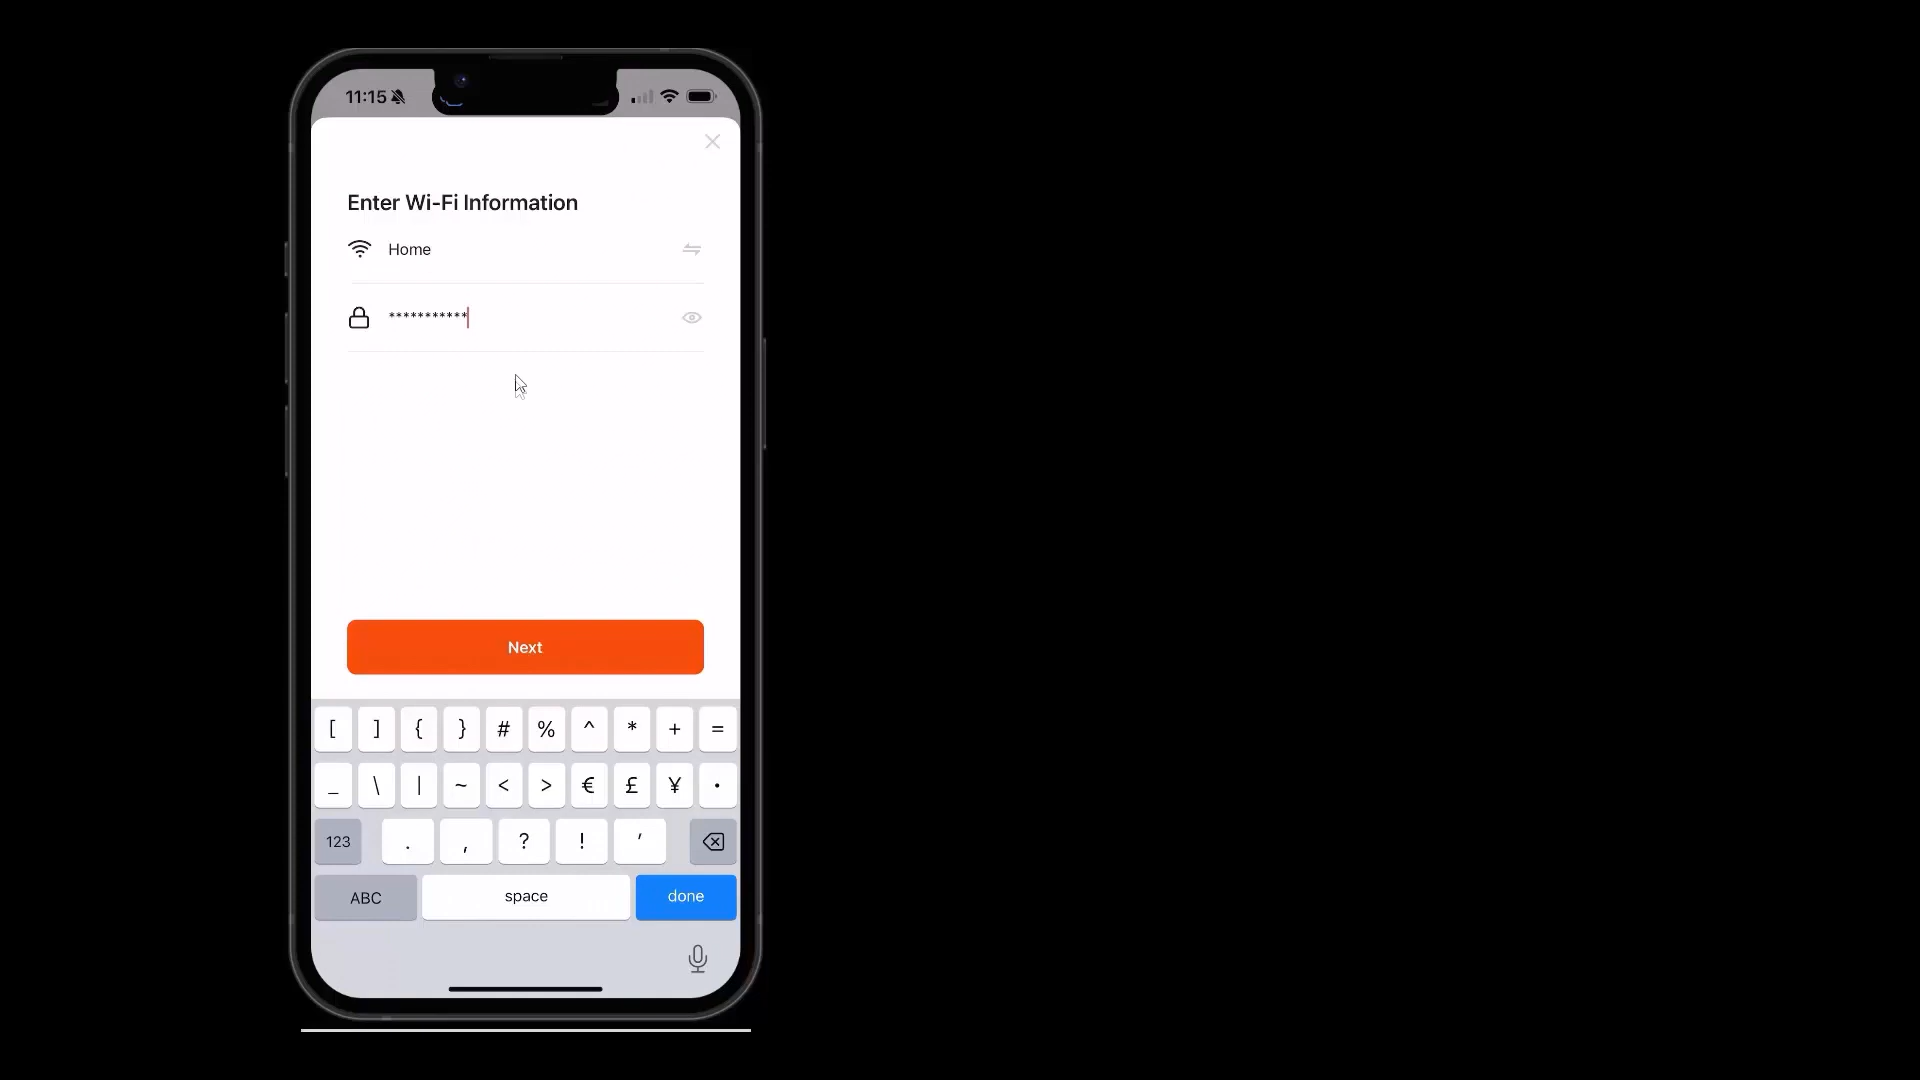 11:15
Enter Wi-Fi Information
Home
***********
Next
[ ] { } # % ^ * + =
_ \ | ~ < > € £ ¥ •
123 . , ? ! ’
ABC space done